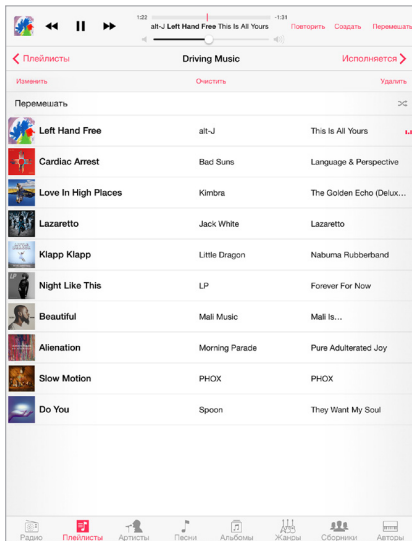 1:22 -1:31
alt-J Left Hand Free This Is All Yours Повторить Создать Перемешать
Плейлисты Driving Music Исполняется
Изменить Очистить Удалить
Перемешать
Left Hand Free alt-J This Is All Yours
Cardiac Arrest Bad Suns Language & Perspective
Love In High Places Kimbra The Golden Echo (Delux...
Lazaretto Jack White Lazaretto
Klapp Klapp Little Dragon Nabuma Rubberband
Night Like This LP Forever For Now
Beautiful Mali Music Mali Is...
Alienation Morning Parade Pure Adulterated Joy
Slow Motion PHOX PHOX
Do You Spoon They Want My Soul
Радио Плейлисты Артисты Песни Альбомы Жанры Сборники Авторы